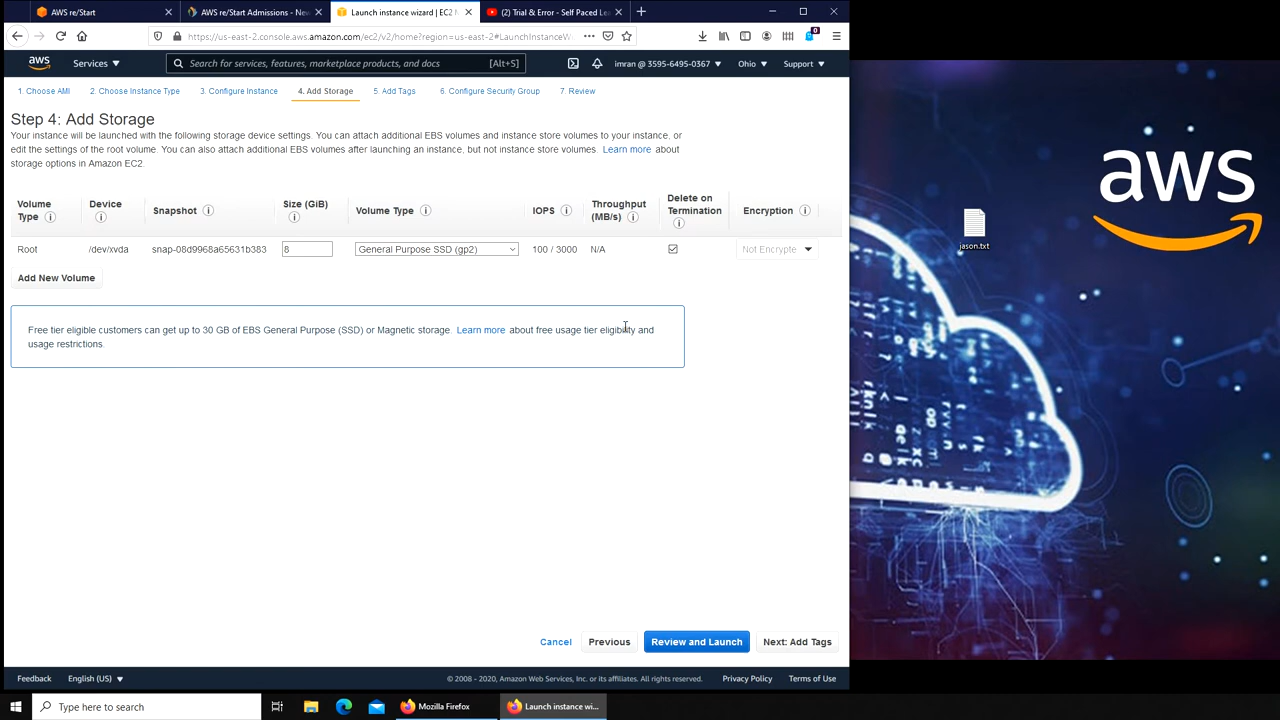 AWS re/Start
AWS re/Start Admissions - Nev
Launch instance wizard | EC2 M
(2) Trial & Error - Self Paced Lea
https://us-east-2.console.aws.amazon.com/ec2/v2/home?region=us-east-2#LaunchInstanceWi
aws
Services
Search for services, features, marketplace products, and docs
[Alt+S]
imran @ 3595-6495-0367
Ohio
Support
1. Choose AMI
2. Choose Instance Type
3. Configure Instance
4. Add Storage
5. Add Tags
6. Configure Security Group
7. Review
Step 4: Add Storage
Your instance will be launched with the following storage device settings. You can attach additional EBS volumes and instance store volumes to your instance, or
edit the settings of the root volume. You can also attach additional EBS volumes after launching an instance, but not instance store volumes. Learn more about
storage options in Amazon EC2.
Volume Type
Device
Snapshot
Size (GiB)
Volume Type
IOPS
Throughput (MB/s)
Delete on Termination
Encryption
Root
/dev/xvda
snap-08d9968a65631b383
8
General Purpose SSD (gp2)
100 / 3000
N/A
Not Encrypte
Add New Volume
Free tier eligible customers can get up to 30 GB of EBS General Purpose (SSD) or Magnetic storage. Learn more about free usage tier eligibility and
usage restrictions.
Cancel
Previous
Review and Launch
Next: Add Tags
Feedback
English (US)
© 2008 - 2020, Amazon Web Services, Inc. or its affiliates. All rights reserved.
Privacy Policy
Terms of Use
Type here to search
Mozilla Firefox
Launch instance wi...
aws
jason.txt